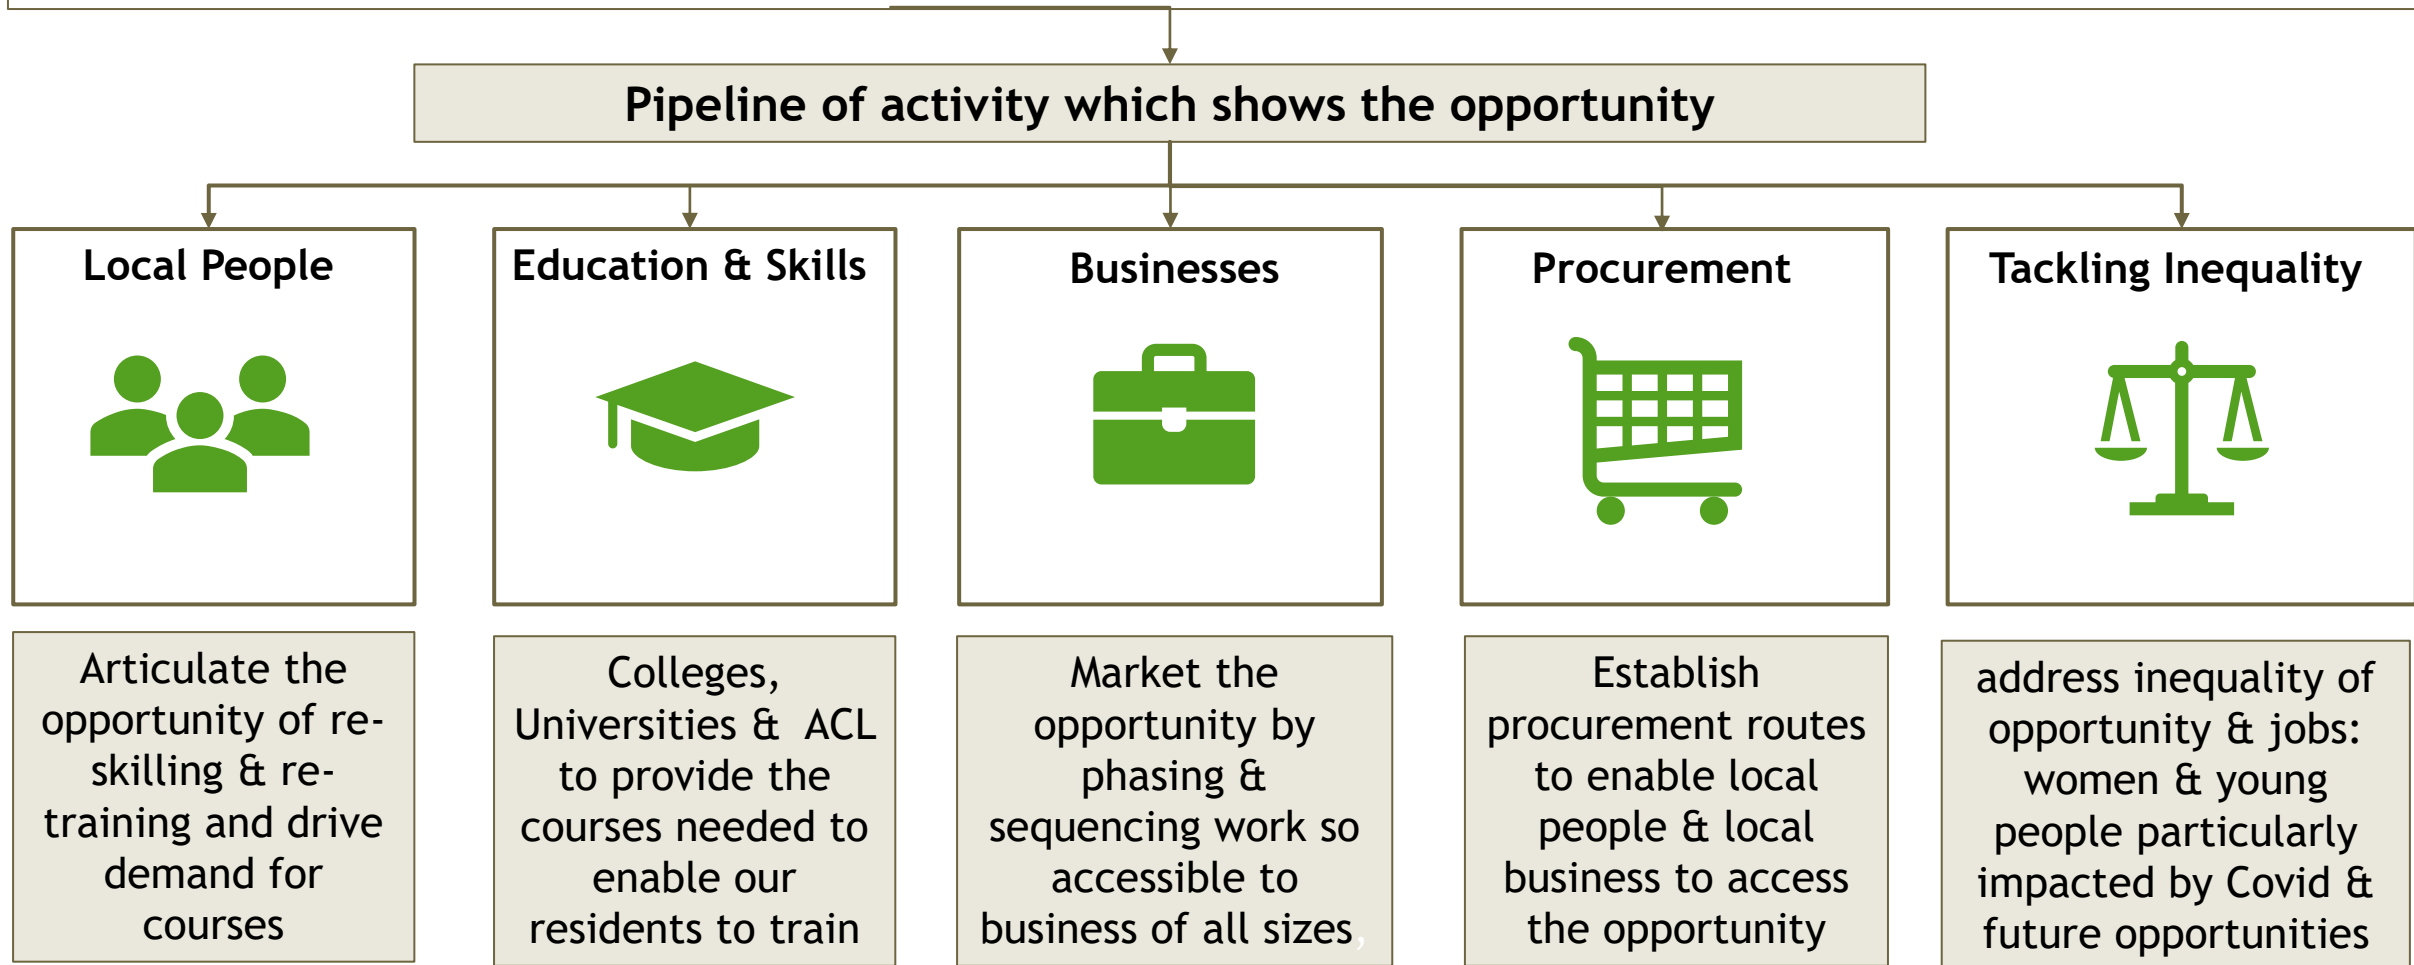 Pipeline of activity which shows the opportunity
Local People
Education & Skills
Businesses
Procurement
Tackling Inequality
Articulate the
opportunity of re-
skilling & re-
training and drive
demand for
courses
Colleges,
Universities & ACL
to provide the
courses needed to
enable our
residents to train
Market the
opportunity by
phasing &
sequencing work so
accessible to
business of all sizes,
Establish
procurement routes
to enable local
people & local
business to access
the opportunity
address inequality of
opportunity & jobs:
women & young
people particularly
impacted by Covid &
future opportunities